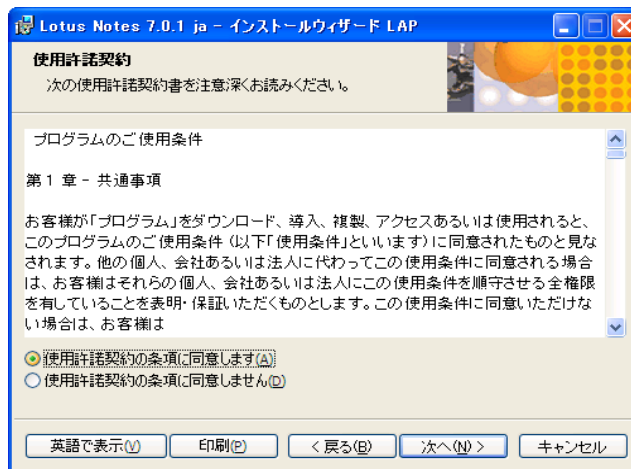 Lotus Notes 7.0.1 ja - インストールウィザード LAP
使用許諾契約
次の使用許諾契約書を注意深くお読みください。
プログラムのご使用条件
第 1 章 - 共通事項
お客様が「プログラム」をダウンロード、導入、複製、アクセスあるいは使用されると、
このプログラムのご使用条件 (以下「使用条件」といいます) に同意されたものと見な
されます。他の個人、会社あるいは法人に代わってこの使用条件に同意される場合
は、お客様はそれらの個人、会社あるいは法人にこの使用条件を順守させる全権限
を有していることを表明・保証いただくものとします。この使用条件に同意いただけな
い場合は、お客様は
使用許諾契約の条項に同意します(A)
使用許諾契約の条項に同意しません(D)
英語で表示(V) 印刷(P) < 戻る(B) 次へ(N) > キャンセル